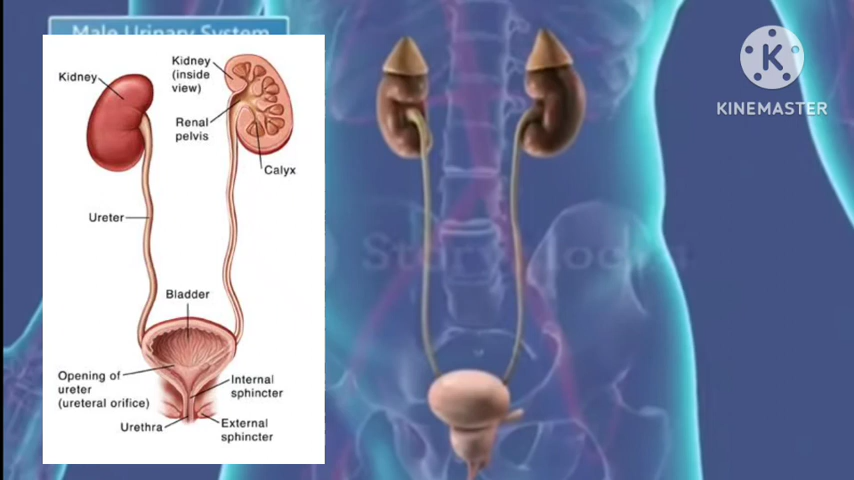 Male Urinary System
Kidney
Kidney
(inside
view)
Renal
pelvis
Calyx
Ureter
Bladder
Opening of
ureter
(ureteral orifice)
Internal
sphincter
Urethra
External
sphincter
KINEMASTER